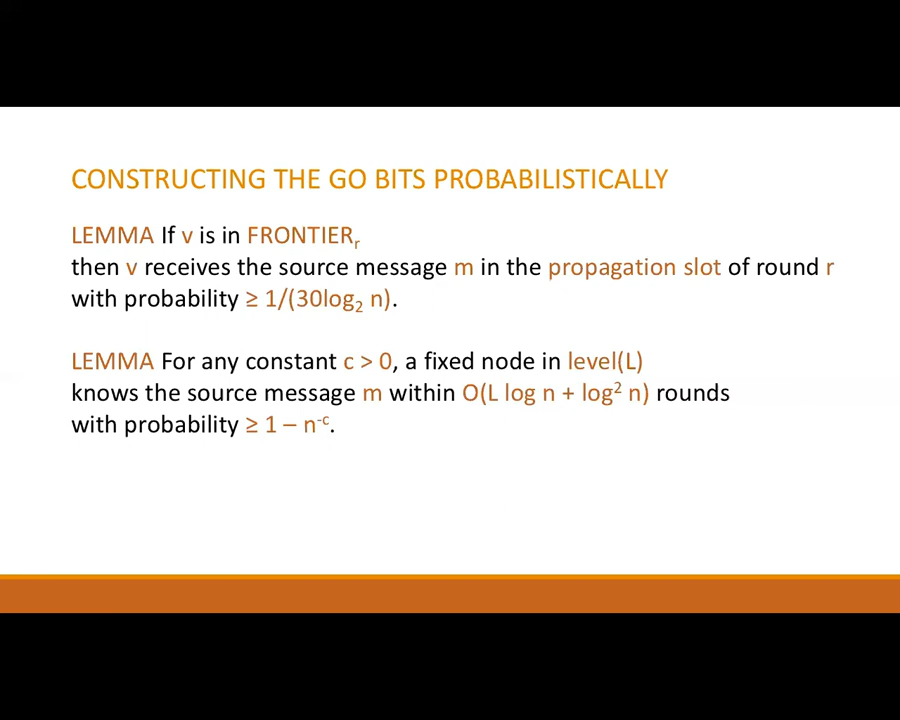 CONSTRUCTING THE GO BITS PROBABILISTICALLY
LEMMA If v is in FRONTIERᵣ
then v receives the source message m in the propagation slot of round r
with probability ≥ 1/(30log₂ n).
LEMMA For any constant c > 0, a fixed node in level(L)
knows the source message m within O(L log n + log² n) rounds
with probability ≥ 1 – n⁻ᶜ.